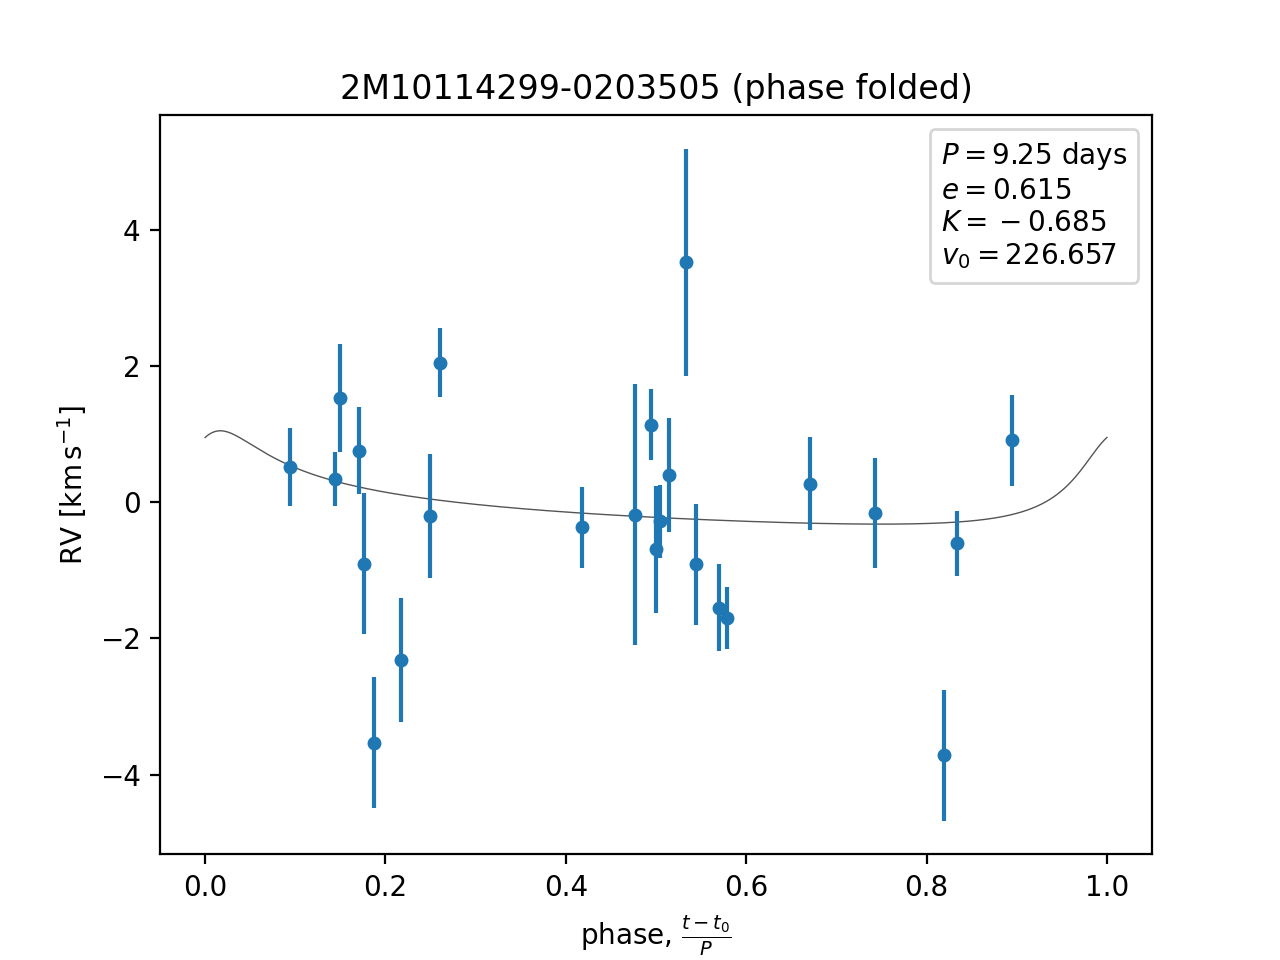 2M10114299-0203505 (phase folded)
P = 9.25 days
e = 0.615
K = −0.685
v₀ = 226.657
RV [km s⁻¹]
4
2
0
−2
−4
0.0 0.2 0.4 0.6 0.8 1.0
phase, (t − t₀)/P